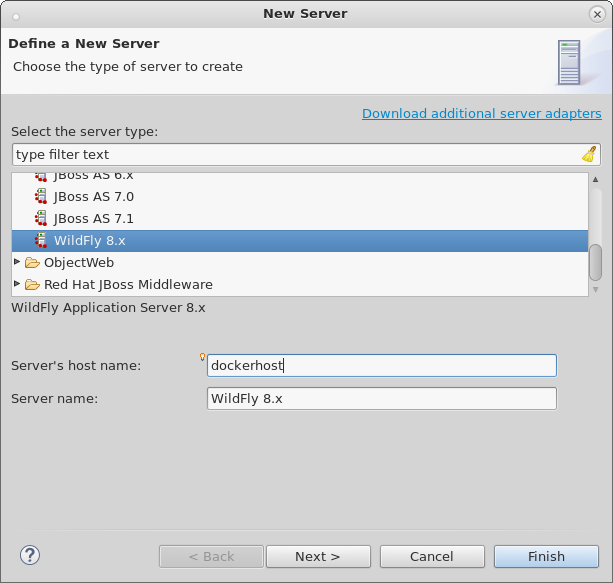 New Server
Define a New Server
Choose the type of server to create
Download additional server adapters
Select the server type:
type filter text
JBoss AS 6.x
JBoss AS 7.0
JBoss AS 7.1
WildFly 8.x
ObjectWeb
Red Hat JBoss Middleware
WildFly Application Server 8.x
Server's host name: dockerhost
Server name: WildFly 8.x
? < Back Next > Cancel Finish